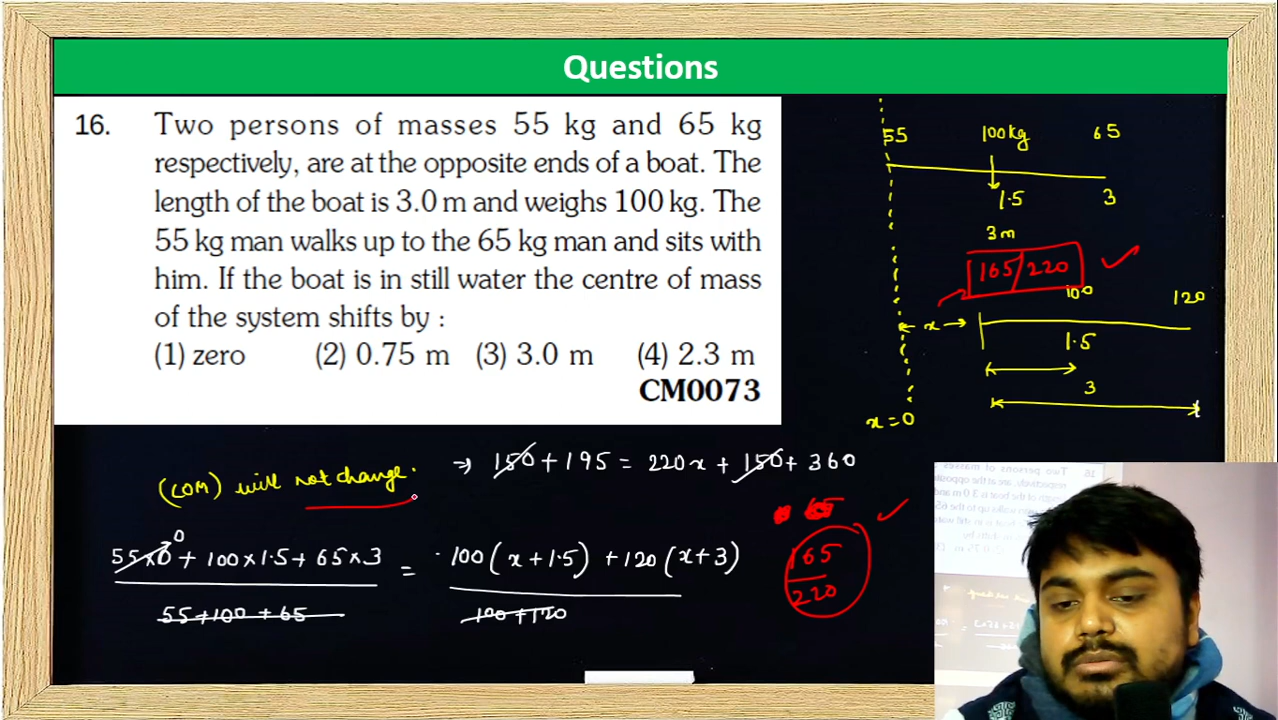 Questions
16. Two persons of masses 55 kg and 65 kg
respectively, are at the opposite ends of a boat. The
length of the boat is 3.0 m and weighs 100 kg. The
55 kg man walks up to the 65 kg man and sits with
him. If the boat is in still water the centre of mass
of the system shifts by :
(1) zero (2) 0.75 m (3) 3.0 m (4) 2.3 m
CM0073
55 100kg 65
1.5 3
3m
165/220
100 120
← x →
1.5
3
x=0
(COM) will not change.
→ 150 + 195 = 220x + 150 + 360
55×0 0 + 100×1.5 + 65×3 = 100(x+1.5) + 120(x+3)
55+100+65 100+120
165
220